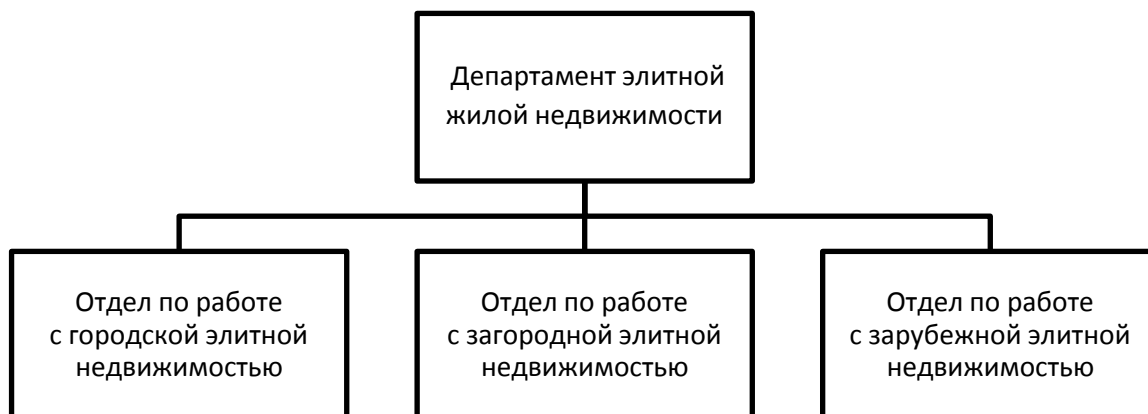 Департамент элитной
жилой недвижимости
Отдел по работе
с городской элитной
недвижимостью
Отдел по работе
с загородной элитной
недвижимостью
Отдел по работе
с зарубежной элитной
недвижимостью